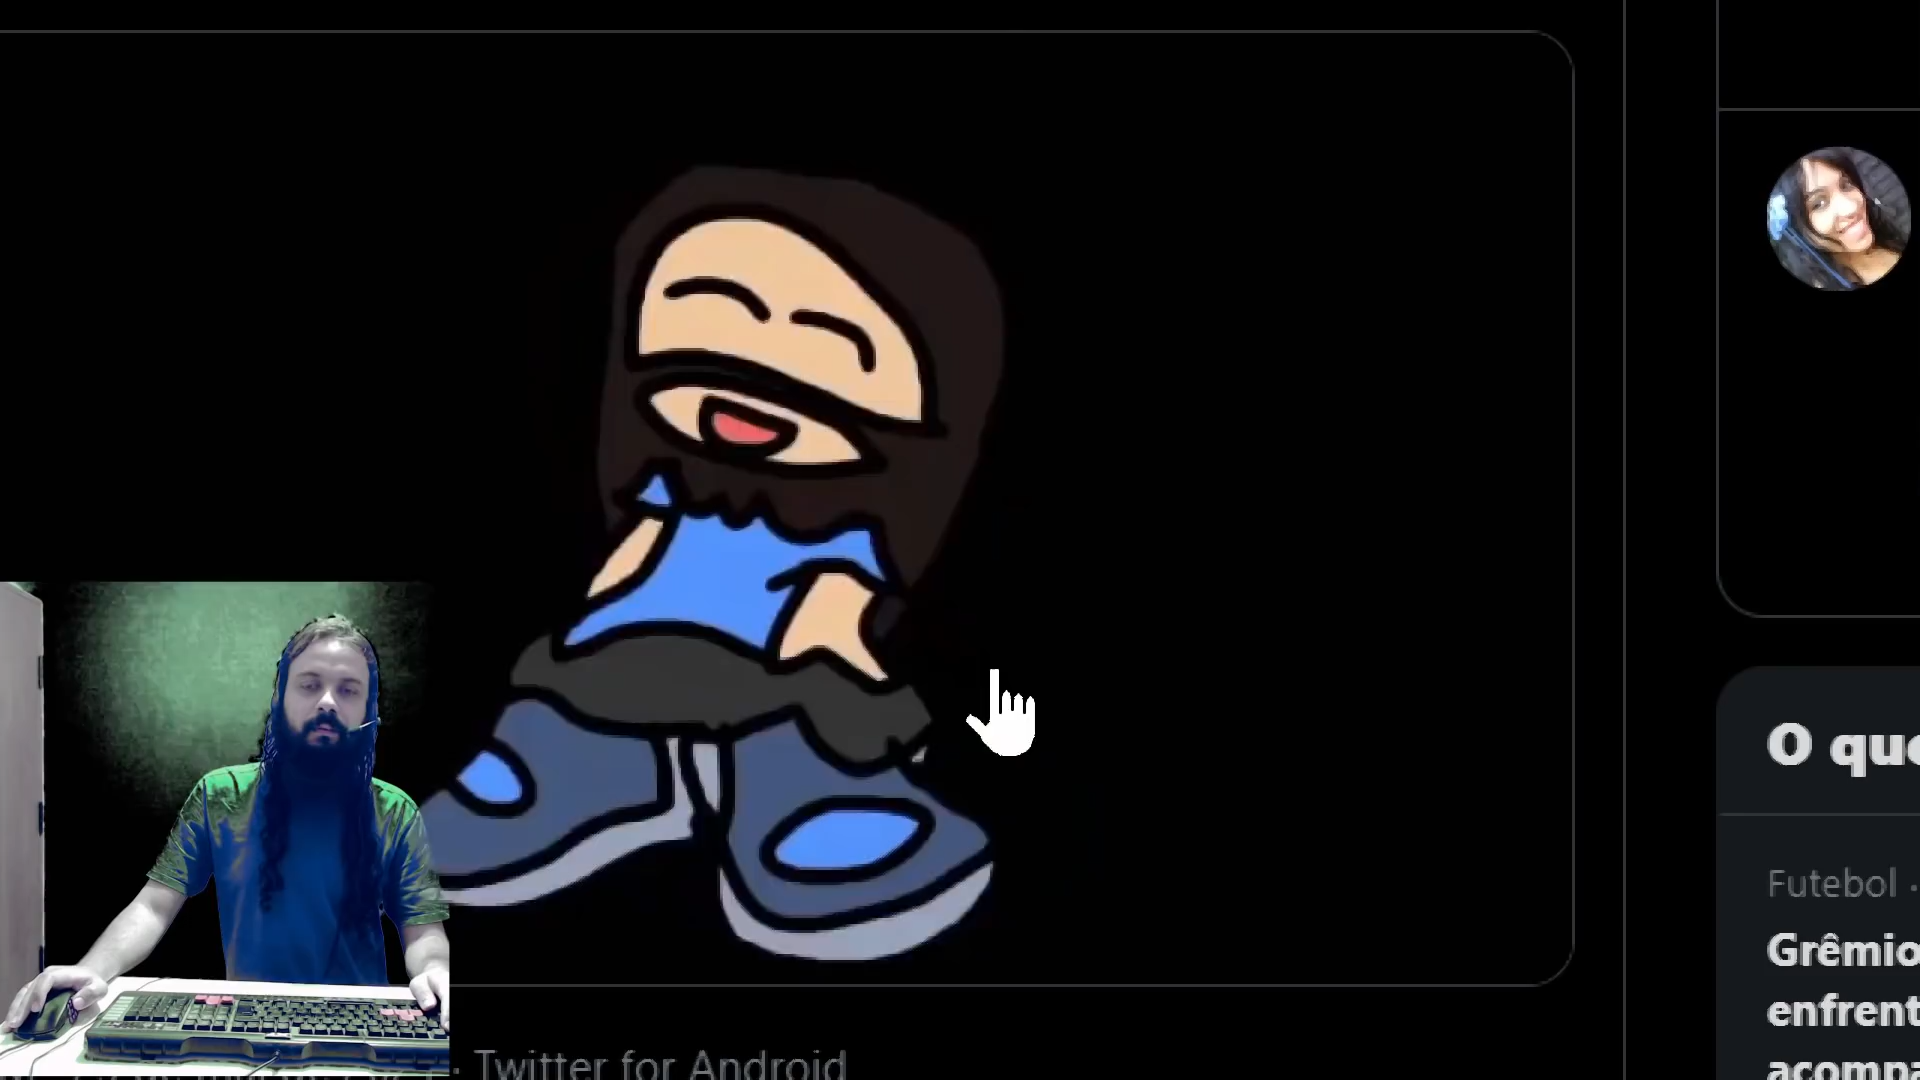 O que
Futebol ·
Grêmio
enfrent
acompa
· Twitter for Android